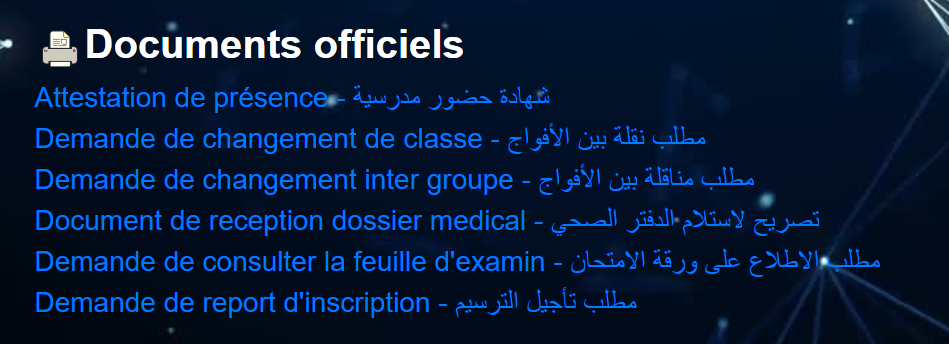 Documents officiels
Attestation de présence - شهادة حضور مدرسية
Demande de changement de classe - مطلب نقلة بين الأفواج
Demande de changement inter groupe - مطلب مناقلة بين الأفواج
Document de reception dossier medical - تصريح لاستلام الدفتر الصحي
Demande de consulter la feuille d'examin - مطلب الاطلاع على ورقة الامتحان
Demande de report d'inscription - مطلب تأجيل الترسيم